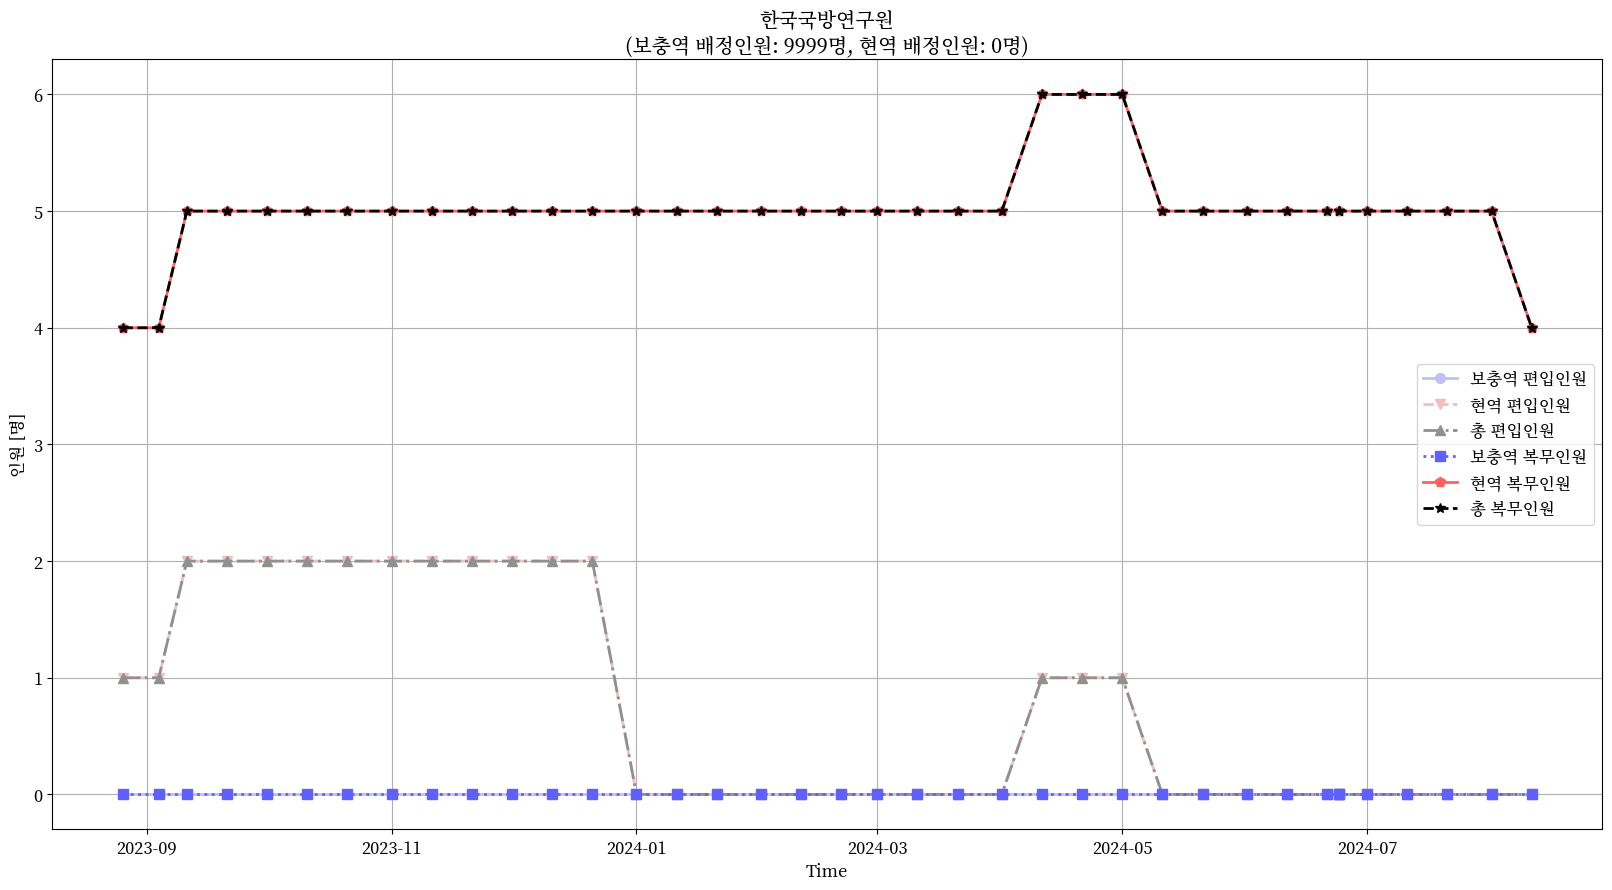 한국국방연구원
(보충역 배정인원: 9999명, 현역 배정인원: 0명)
인원 [명]
6
5
4
3
2
1
0
보충역 편입인원
현역 편입인원
총 편입인원
보충역 복무인원
현역 복무인원
총 복무인원
2023-09
2023-11
2024-01
2024-03
2024-05
2024-07
Time